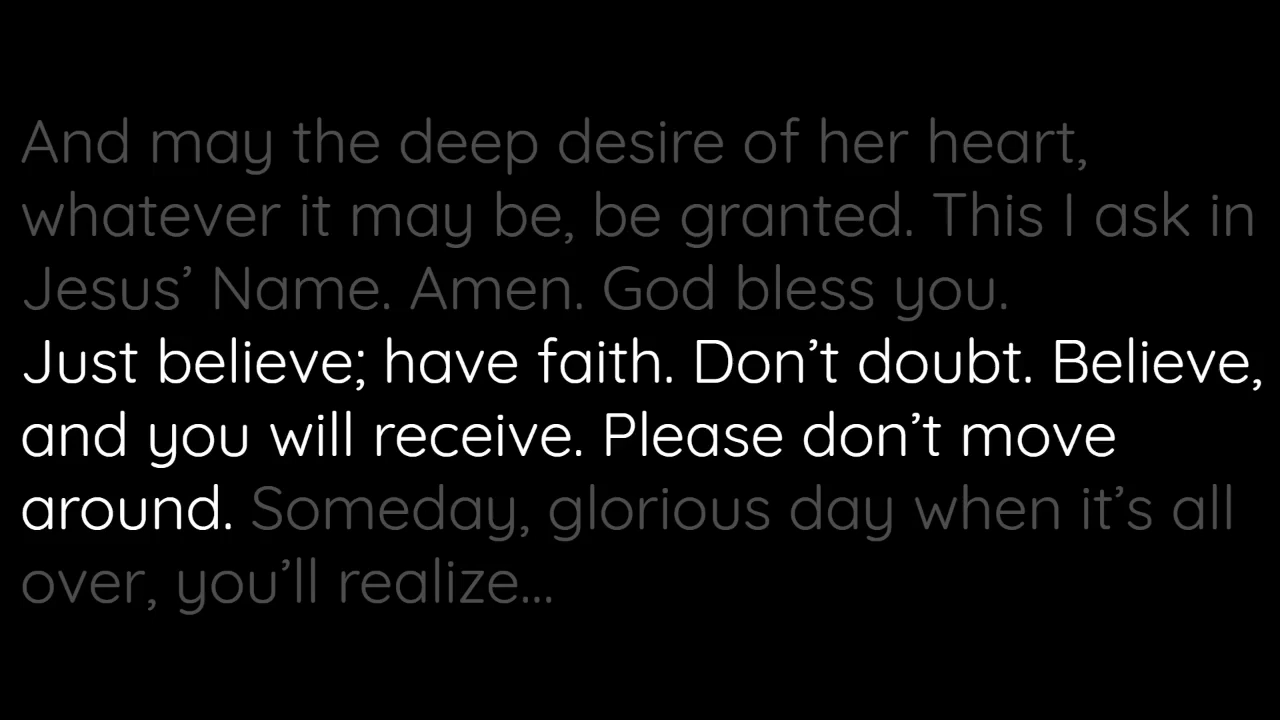 And may the deep desire of her heart,
whatever it may be, be granted. This I ask in
Jesus’ Name. Amen. God bless you.
Just believe; have faith. Don’t doubt. Believe,
and you will receive. Please don’t move
around. Someday, glorious day when it’s all
over, you’ll realize...